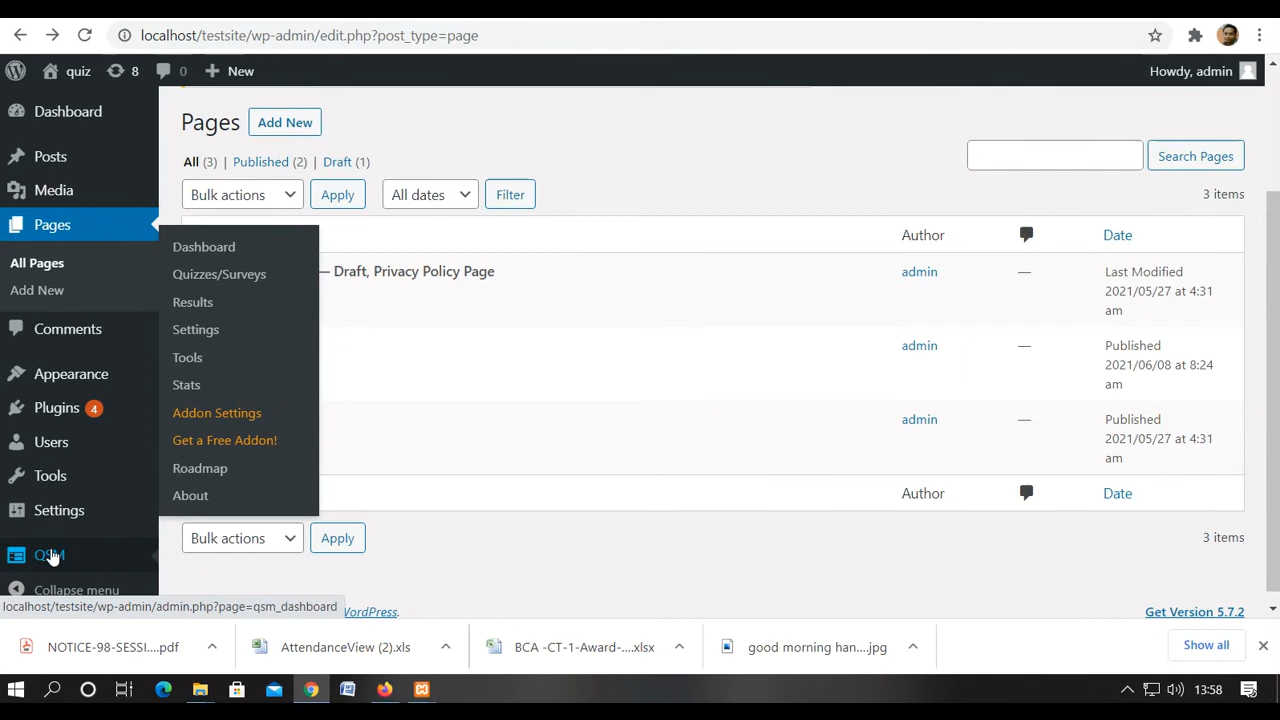 localhost/testsite/wp-admin/edit.php?post_type=page
quiz 8 0 New Howdy, admin
Dashboard
Posts
Media
Pages
All Pages
Add New
Comments
Appearance
Plugins 4
Users
Tools
Settings
QSM
Collapse menu
Dashboard
Quizzes/Surveys
Results
Settings
Tools
Stats
Addon Settings
Get a Free Addon!
Roadmap
About
Pages Add New
All (3) | Published (2) | Draft (1)
Search Pages
Bulk actions Apply All dates Filter 3 items
Author Date
— Draft, Privacy Policy Page admin — Last Modified
2021/05/27 at 4:31
am
admin — Published
2021/06/08 at 8:24
am
admin — Published
2021/05/27 at 4:31
am
Author Date
Bulk actions Apply 3 items
WordPress. Get Version 5.7.2
localhost/testsite/wp-admin/admin.php?page=qsm_dashboard
NOTICE-98-SESSI....pdf AttendanceView (2).xls BCA -CT-1-Award-....xlsx good morning han....jpg Show all
13:58